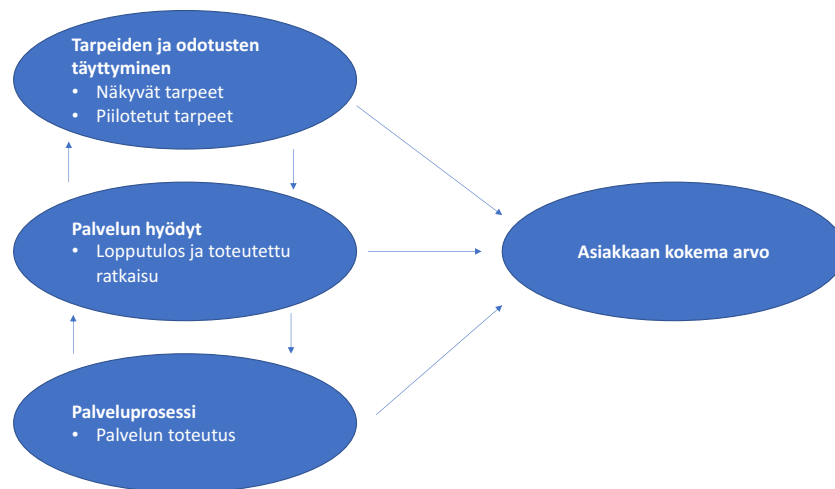 Tarpeiden ja odotusten
täyttyminen
• Näkyvät tarpeet
• Piilotetut tarpeet
Palvelun hyödyt
• Lopputulos ja toteutettu
ratkaisu
Asiakkaan kokema arvo
Palveluprosessi
• Palvelun toteutus